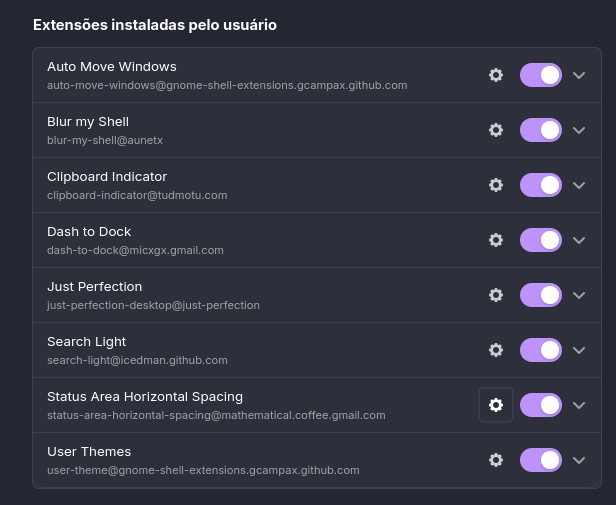 Extensões instaladas pelo usuário
Auto Move Windows
auto-move-windows@gnome-shell-extensions.gcampax.github.com
Blur my Shell
blur-my-shell@aunetx
Clipboard Indicator
clipboard-indicator@tudmotu.com
Dash to Dock
dash-to-dock@micxgx.gmail.com
Just Perfection
just-perfection-desktop@just-perfection
Search Light
search-light@icedman.github.com
Status Area Horizontal Spacing
status-area-horizontal-spacing@mathematical.coffee.gmail.com
User Themes
user-theme@gnome-shell-extensions.gcampax.github.com